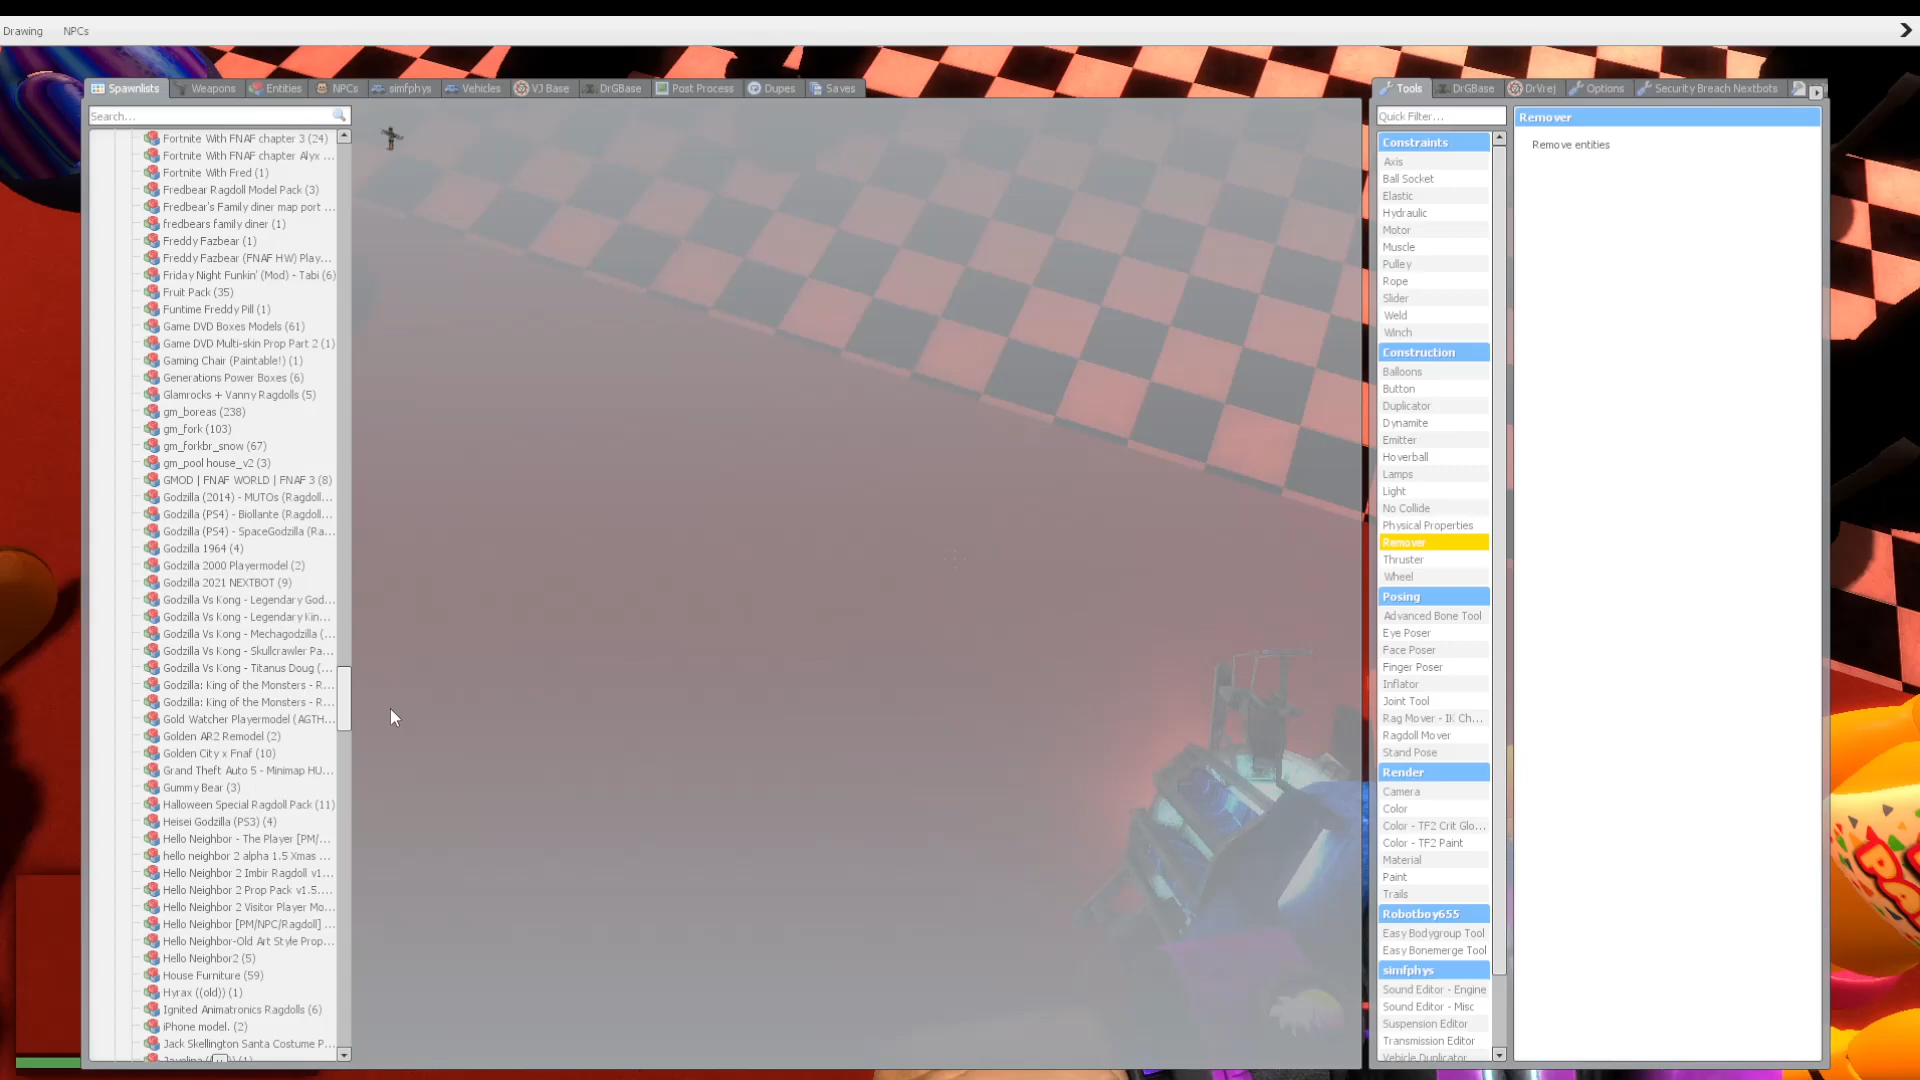 Drawing NPCs
Spawnlists Weapons Entities NPCs simfphys Vehicles VJ Base DrGBase Post Process Dupes Saves
Search...
Fortnite With FNAF chapter 3 (24)
Fortnite With FNAF chapter Alyx ...
Fortnite With Fred (1)
Fredbear Ragdoll Model Pack (3)
Fredbear's Family diner map port ...
fredbears family diner (1)
Freddy Fazbear (1)
Freddy Fazbear (FNAF HW) Play...
Friday Night Funkin' (Mod) - Tabi (6)
Fruit Pack (35)
Funtime Freddy Pill (1)
Game DVD Boxes Models (61)
Game DVD Multi-skin Prop Part 2 (1)
Gaming Chair (Paintable!) (1)
Generations Power Boxes (6)
Glamrocks + Vanny Ragdolls (5)
gm_boreas (238)
gm_fork (103)
gm_forkbr_snow (67)
gm_pool house_v2 (3)
GMOD | FNAF WORLD | FNAF 3 (8)
Godzilla (2014) - MUTOs (Ragdoll...
Godzilla (PS4) - Biollante (Ragdoll...
Godzilla (PS4) - SpaceGodzilla (Ra...
Godzilla 1964 (4)
Godzilla 2000 Playermodel (2)
Godzilla 2021 NEXTBOT (9)
Godzilla Vs Kong - Legendary God...
Godzilla Vs Kong - Legendary Kin...
Godzilla Vs Kong - Mechagodzilla (...
Godzilla Vs Kong - Skullcrawler Pa...
Godzilla Vs Kong - Titanus Doug (...
Godzilla: King of the Monsters - R...
Godzilla: King of the Monsters - R...
Gold Watcher Playermodel (AGTH...
Golden AR2 Remodel (2)
Golden City x Fnaf (10)
Grand Theft Auto 5 - Minimap HU...
Gummy Bear (3)
Halloween Special Ragdoll Pack (11)
Heisei Godzilla (PS3) (4)
Hello Neighbor - The Player [PM/...
hello neighbor 2 alpha 1.5 Xmas ...
Hello Neighbor 2 Imbir Ragdoll v1...
Hello Neighbor 2 Prop Pack v1.5....
Hello Neighbor 2 Visitor Player Mo...
Hello Neighbor [PM/NPC/Ragdoll] ...
Hello Neighbor-Old Art Style Prop...
Hello Neighbor2 (5)
House Furniture (59)
Hyrax ((old)) (1)
Ignited Animatronics Ragdolls (6)
iPhone model. (2)
Jack Skellington Santa Costume P...
Tools DrGBase DrVrej Options Security Breach Nextbots
Quick Filter...
Constraints
Axis
Ball Socket
Elastic
Hydraulic
Motor
Muscle
Pulley
Rope
Slider
Weld
Winch
Construction
Balloons
Button
Duplicator
Dynamite
Emitter
Hoverball
Lamps
Light
No Collide
Physical Properties
Remover
Thruster
Wheel
Posing
Advanced Bone Tool
Eye Poser
Face Poser
Finger Poser
Inflator
Joint Tool
Rag Mover - IK Ch...
Ragdoll Mover
Stand Pose
Render
Camera
Color
Color - TF2 Crit Glo...
Color - TF2 Paint
Material
Paint
Trails
Robotboy655
Easy Bodygroup Tool
Easy Bonemerge Tool
simfphys
Sound Editor - Engine
Sound Editor - Misc
Suspension Editor
Transmission Editor
Vehicle Duplicator
Remover
Remove entities